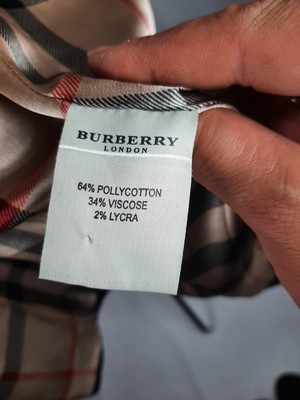 BURBERRY
LONDON
64% POLLYCOTTON
34% VISCOSE
2% LYCRA